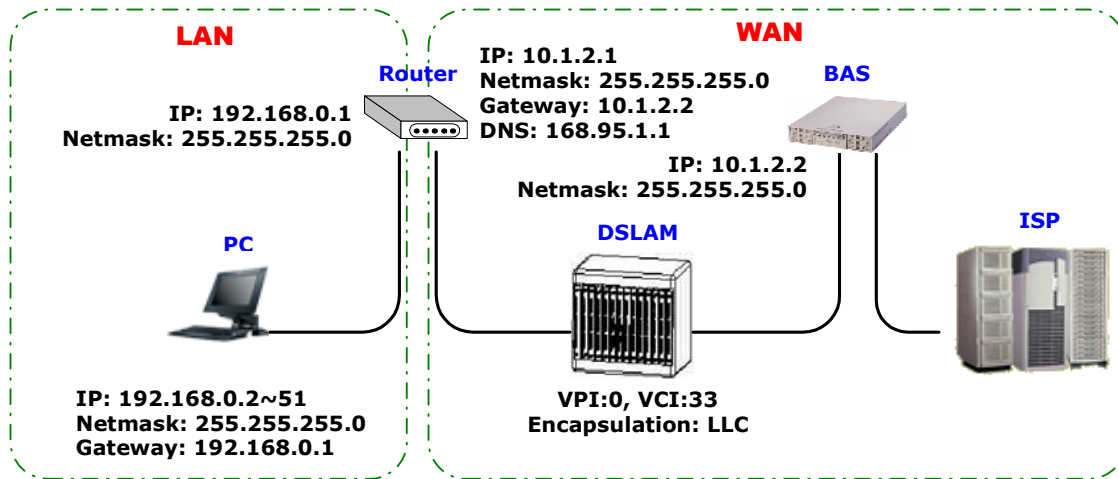 LAN
WAN
Router
IP: 192.168.0.1
Netmask: 255.255.255.0
IP: 10.1.2.1
Netmask: 255.255.255.0
Gateway: 10.1.2.2
DNS: 168.95.1.1
BAS
IP: 10.1.2.2
Netmask: 255.255.255.0
PC
DSLAM
ISP
IP: 192.168.0.2~51
Netmask: 255.255.255.0
Gateway: 192.168.0.1
VPI:0, VCI:33
Encapsulation: LLC